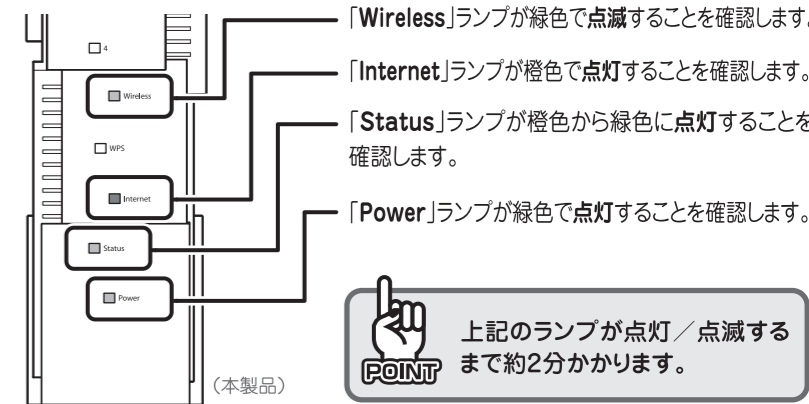 4
Wireless
WPS
Internet
Status
Power
(本製品)
「Wireless」ランプが緑色で点滅することを確認します。
「Internet」ランプが橙色で点灯することを確認します。
「Status」ランプが橙色から緑色に点灯することを
確認します。
「Power」ランプが緑色で点灯することを確認します。
POINT
上記のランプが点灯/点滅する
まで約2分かかります。